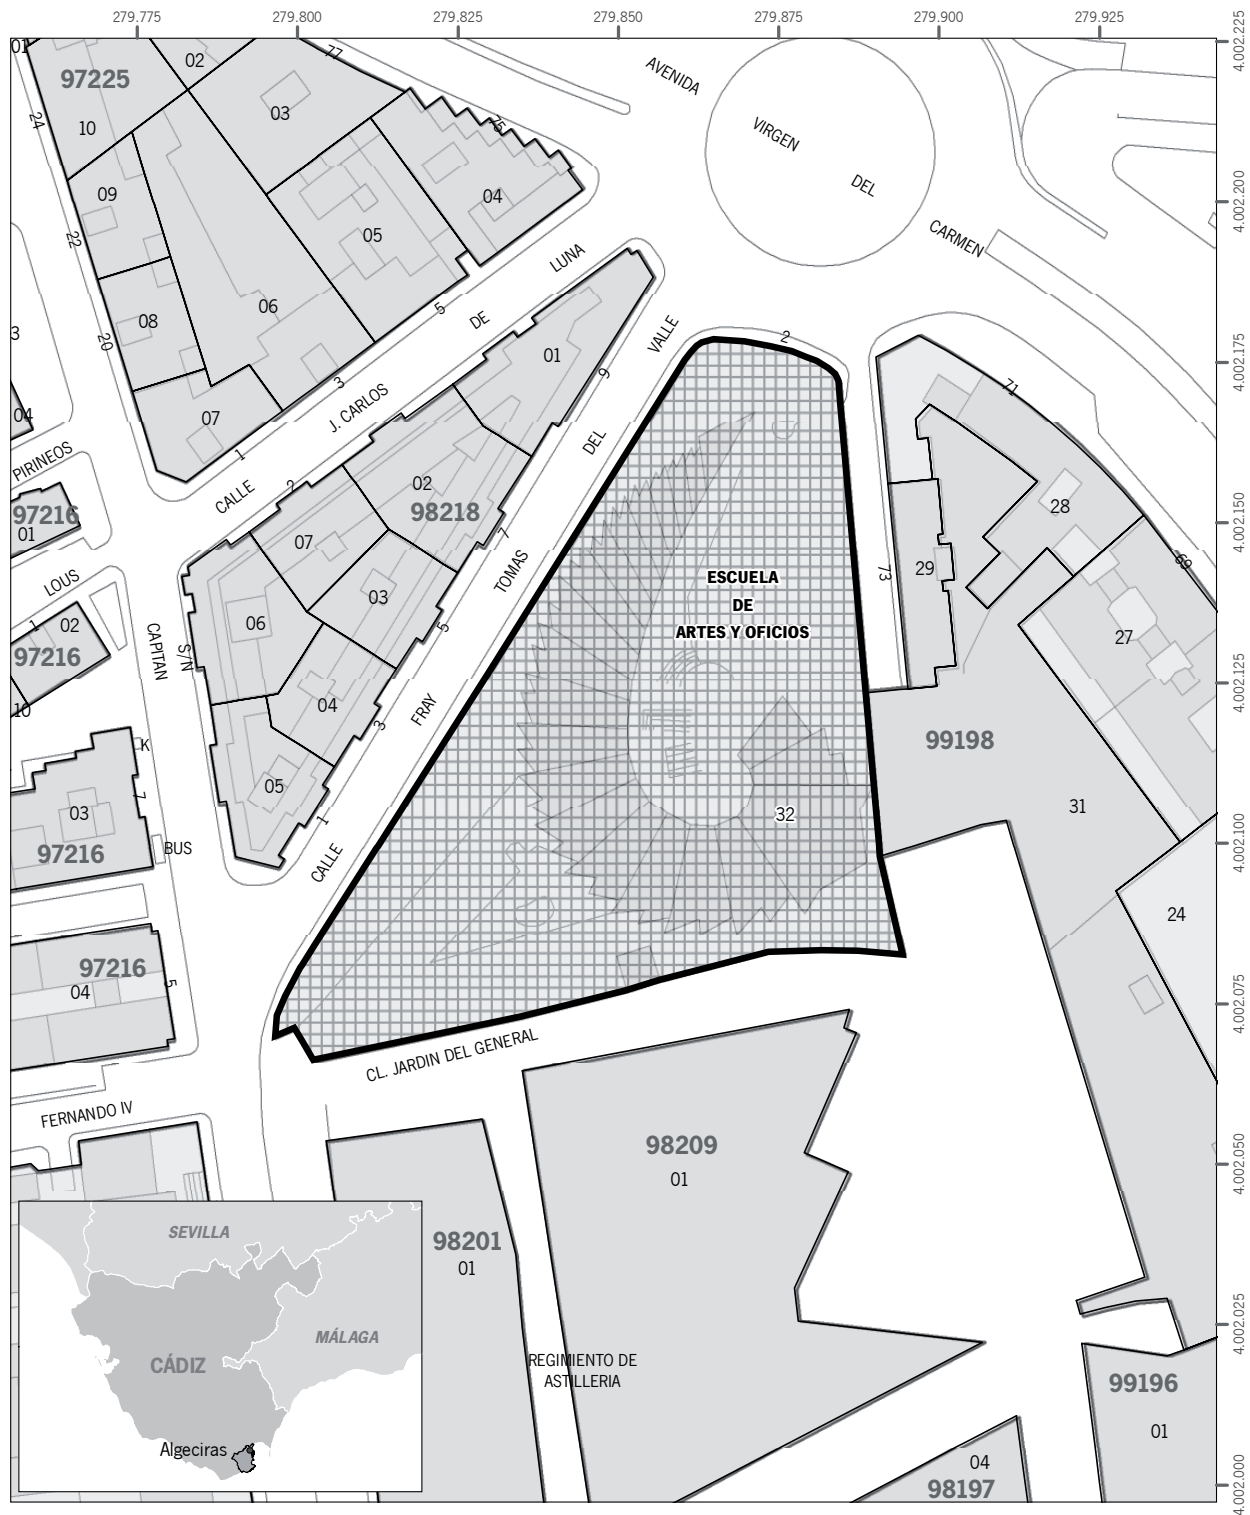 279.775 279.800 279.825 279.850 279.875 279.900 279.925
4.002.225
4.002.200
4.002.175
4.002.150
4.002.125
4.002.100
4.002.075
4.002.050
4.002.025
4.002.000
01
97225
02
10
03
77
75
24
09
04
05
22
08
06
20
07
5
3
1
3
04
AVENIDA
VIRGEN
DEL
CARMEN
CALLE
J. CARLOS
DE
LUNA
PIRINEOS
97216
01
LOUS
1
02
97216
10
CAPITAN
S/N
2
01
9
02
98218
07
7
03
06
5
04
3
05
1
CALLE
FRAY
TOMAS
DEL
VALLE
2
ESCUELA
DE
ARTES Y OFICIOS
32
71
28
69
29
73
27
99198
31
24
K
7
03
97216
BUS
97216
04
5
FERNANDO IV
CL. JARDIN DEL GENERAL
98209
01
98201
01
REGIMIENTO DE
ASTILLERIA
99196
01
04
98197
SEVILLA
MÁLAGA
CÁDIZ
Algeciras